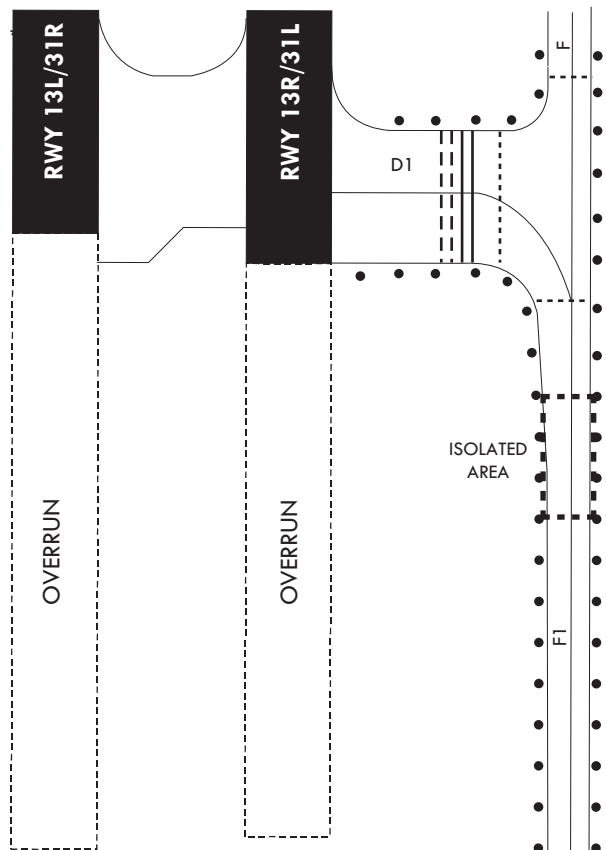 RWY 13L/31R
RWY 13R/31L
F
D1
ISOLATED
AREA
OVERRUN
OVERRUN
F1